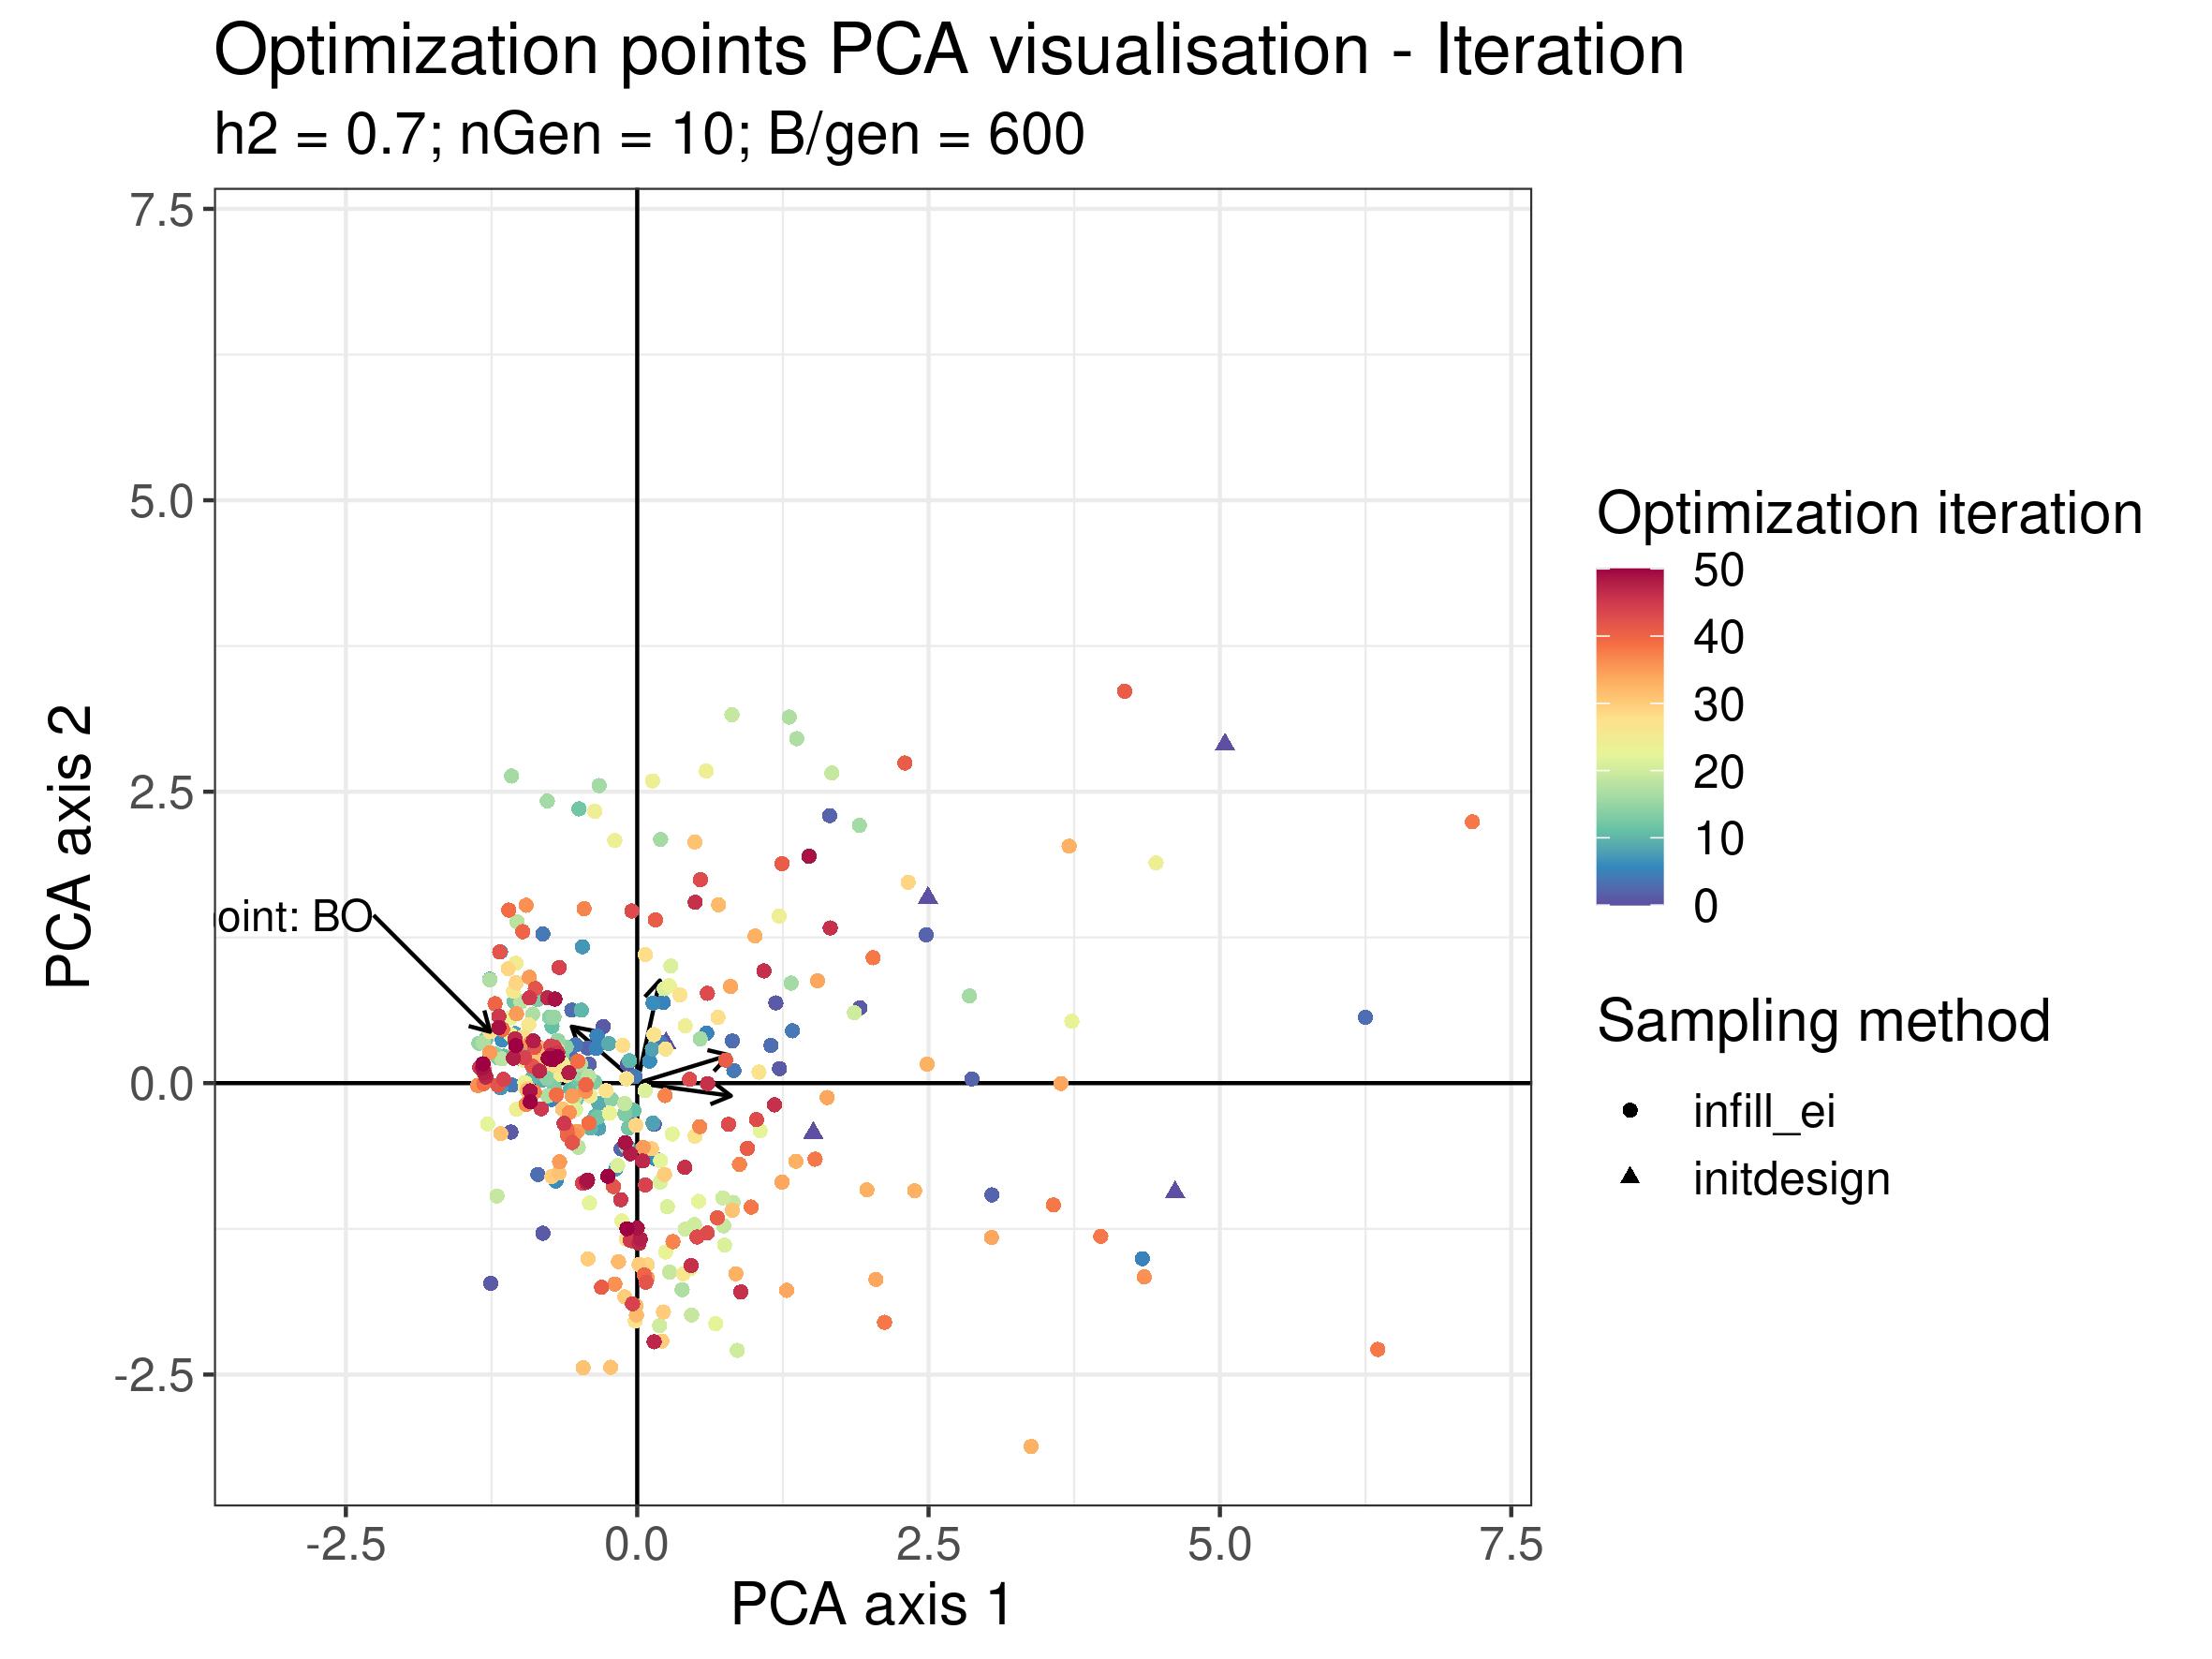 Optimization points PCA visualisation - Iteration
h2 = 0.7; nGen = 10; B/gen = 600
7.5
5.0
2.5
0.0
-2.5
PCA axis 2
oint: BO
-2.5
0.0
2.5
5.0
7.5
PCA axis 1
Optimization iteration
50
40
30
20
10
0
Sampling method
infill_ei
initdesign